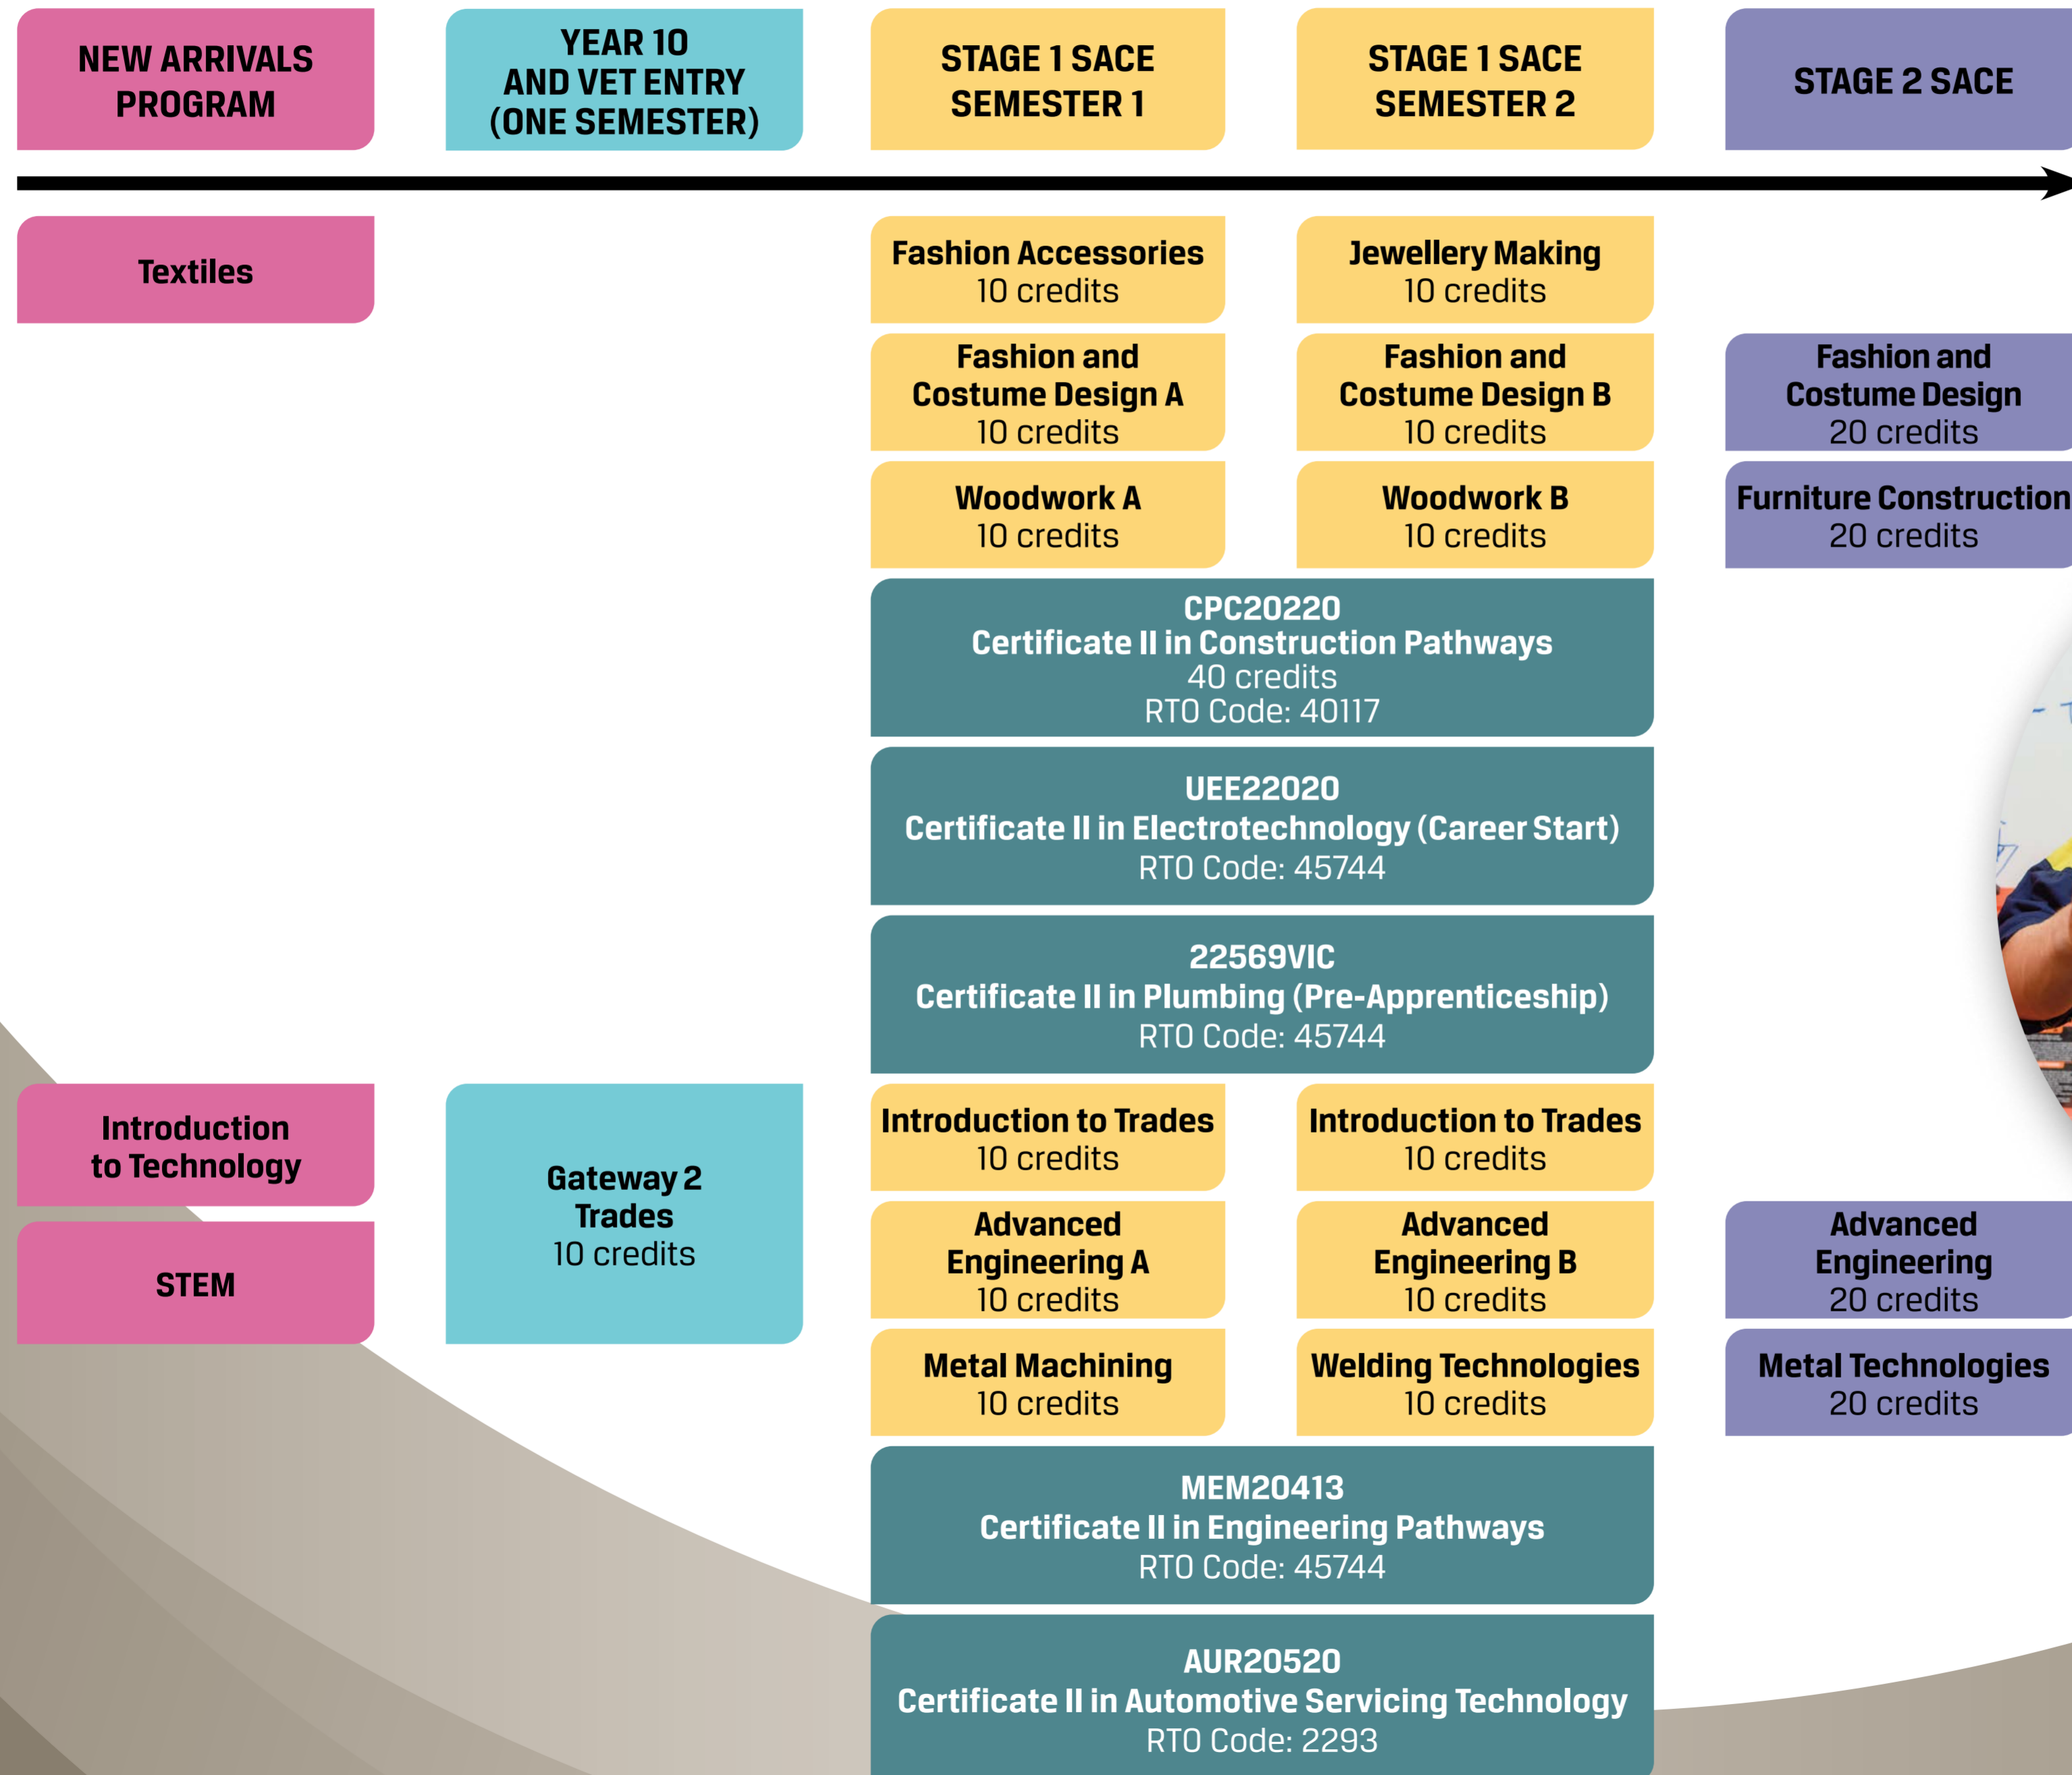 NEW ARRIVALS
PROGRAM
YEAR 10
AND VET ENTRY
(ONE SEMESTER)
STAGE 1 SACE
SEMESTER 1
STAGE 1 SACE
SEMESTER 2
STAGE 2 SACE
Textiles
Fashion Accessories
10 credits
Jewellery Making
10 credits
Fashion and
Costume Design A
10 credits
Fashion and
Costume Design B
10 credits
Fashion and
Costume Design
20 credits
Woodwork A
10 credits
Woodwork B
10 credits
Furniture Construction
20 credits
CPC20220
Certificate II in Construction Pathways
40 credits
RTO Code: 40117
UEE22020
Certificate II in Electrotechnology (Career Start)
RTO Code: 45744
22569VIC
Certificate II in Plumbing (Pre-Apprenticeship)
RTO Code: 45744
Introduction
to Technology
STEM
Gateway 2
Trades
10 credits
Introduction to Trades
10 credits
Introduction to Trades
10 credits
Advanced
Engineering A
10 credits
Advanced
Engineering B
10 credits
Advanced
Engineering
20 credits
Metal Machining
10 credits
Welding Technologies
10 credits
Metal Technologies
20 credits
MEM20413
Certificate II in Engineering Pathways
RTO Code: 45744
AUR20520
Certificate II in Automotive Servicing Technology
RTO Code: 2293